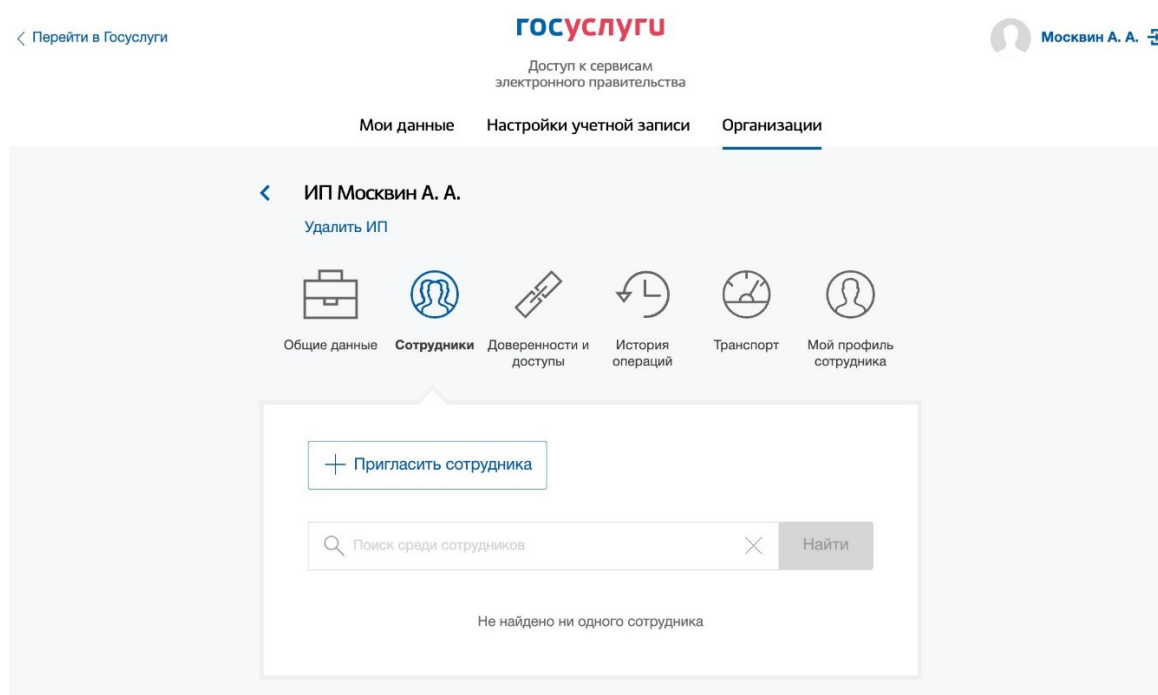 Перейти в Госуслуги
госуслуги
Москвин А. А.
Доступ к сервисам
электронного правительства
Мои данные Настройки учетной записи Организации
ИП Москвин А. А.
Удалить ИП
Общие данные Сотрудники Доверенности и доступы История операций Транспорт Мой профиль сотрудника
Пригласить сотрудника
Поиск среди сотрудников Найти
Не найдено ни одного сотрудника